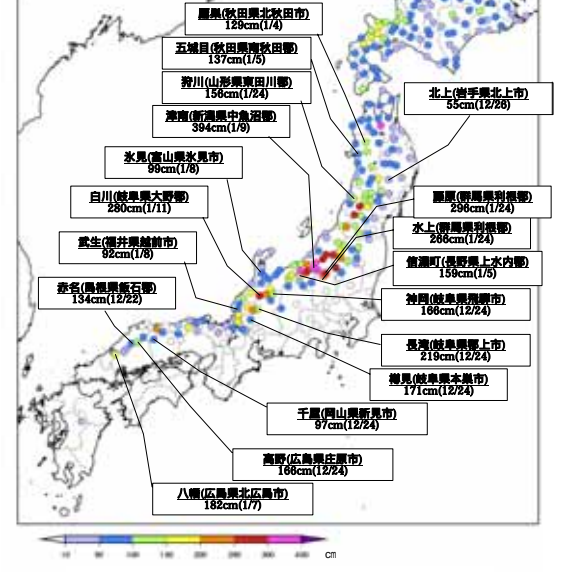 鷹巣(秋田県北秋田市)
129cm(1/4)
五城目(秋田県南秋田郡)
137cm(1/5)
狩川(山形県東田川郡)
156cm(1/24)
北上(岩手県北上市)
55cm(12/26)
津南(新潟県中魚沼郡)
394cm(1/9)
氷見(富山県氷見市)
99cm(1/8)
白川(岐阜県大野郡)
280cm(1/11)
藤原(群馬県利根郡)
296cm(1/24)
水上(群馬県利根郡)
266cm(1/24)
武生(福井県越前市)
92cm(1/8)
信濃町(長野県上水内郡)
159cm(1/5)
赤名(島根県飯石郡)
134cm(12/22)
神岡(岐阜県飛騨市)
166cm(12/24)
長滝(岐阜県郡上市)
219cm(12/24)
樽見(岐阜県本巣市)
171cm(12/24)
千屋(岡山県新見市)
97cm(12/24)
高野(広島県庄原市)
166cm(12/24)
八幡(広島県北広島市)
182cm(1/7)
10 50 100 150 200 250 300 400 cm